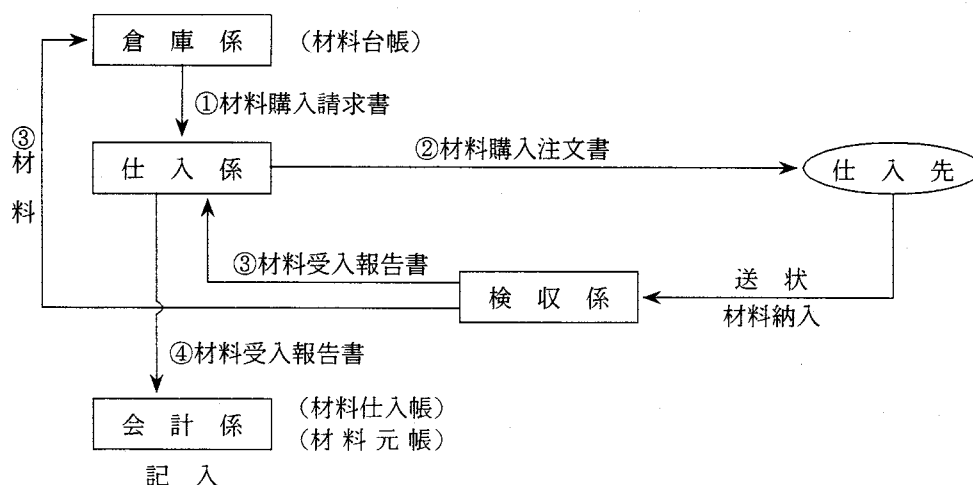 倉庫係 (材料台帳)
①材料購入請求書
③材料
仕入係
②材料購入注文書
仕入先
③材料受入報告書
検収係
送状
材料納入
④材料受入報告書
会計係
(材料仕入帳)
(材料元帳)
記入